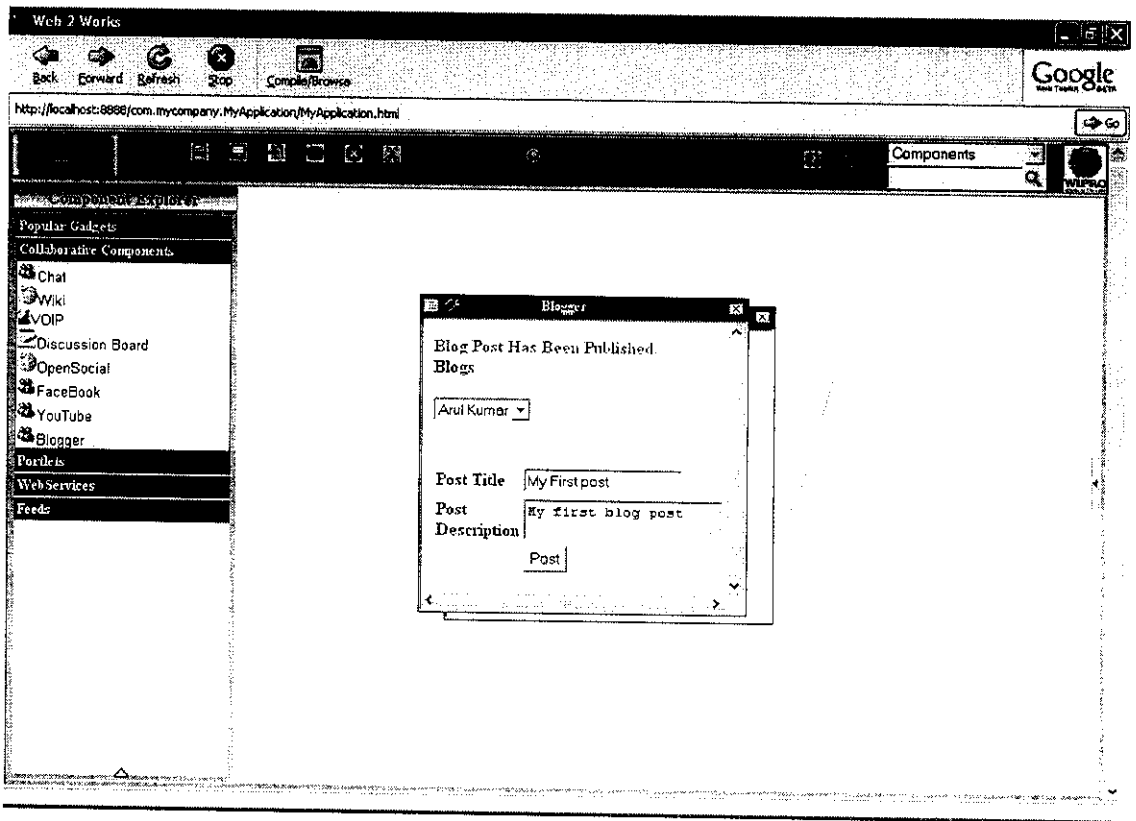 Web 2 Works
Back Forward Refresh Stop Compile/Browse
Google
http://localhost:8888/com.mycompany.MyApplication/MyApplication.html
Go
Components
WIPRO
Component Explorer
Popular Gadgets
Collaborative Components
Chat
Wiki
VOIP
Discussion Board
OpenSocial
FaceBook
YouTube
Blogger
Portlets
WebServices
Feeds
Blogger
Blog Post Has Been Published.
Blogs
Arul Kumar
Post Title My First post
Post Description My first blog post
Post